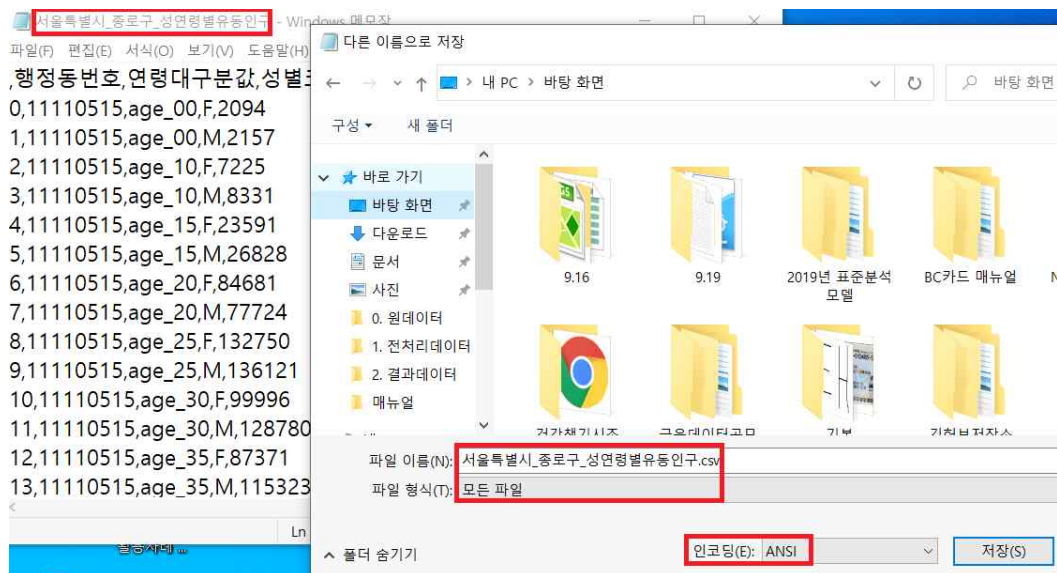 서울특별시_종로구_성연령별유동인구 - Windows 메모장
파일(F) 편집(E) 서식(O) 보기(V) 도움말(H)
,행정동번호,연령대구분값,성별
0,11110515,age_00,F,2094
1,11110515,age_00,M,2157
2,11110515,age_10,F,7225
3,11110515,age_10,M,8331
4,11110515,age_15,F,23591
5,11110515,age_15,M,26828
6,11110515,age_20,F,84681
7,11110515,age_20,M,77724
8,11110515,age_25,F,132750
9,11110515,age_25,M,136121
10,11110515,age_30,F,99996
11,11110515,age_30,M,128780
12,11110515,age_35,F,87371
13,11110515,age_35,M,115323
Ln
다른 이름으로 저장
내 PC > 바탕 화면
바탕 화면
구성 새 폴더
바로 가기
바탕 화면
다운로드
문서
사진
0. 원데이터
1. 전처리데이터
2. 결과데이터
매뉴얼
9.16
9.19
2019년 표준분석
모델
BC카드 매뉴얼
파일 이름(N): 서울특별시_종로구_성연령별유동인구.csv
파일 형식(T): 모든 파일
폴더 숨기기
인코딩(E): ANSI
저장(S)